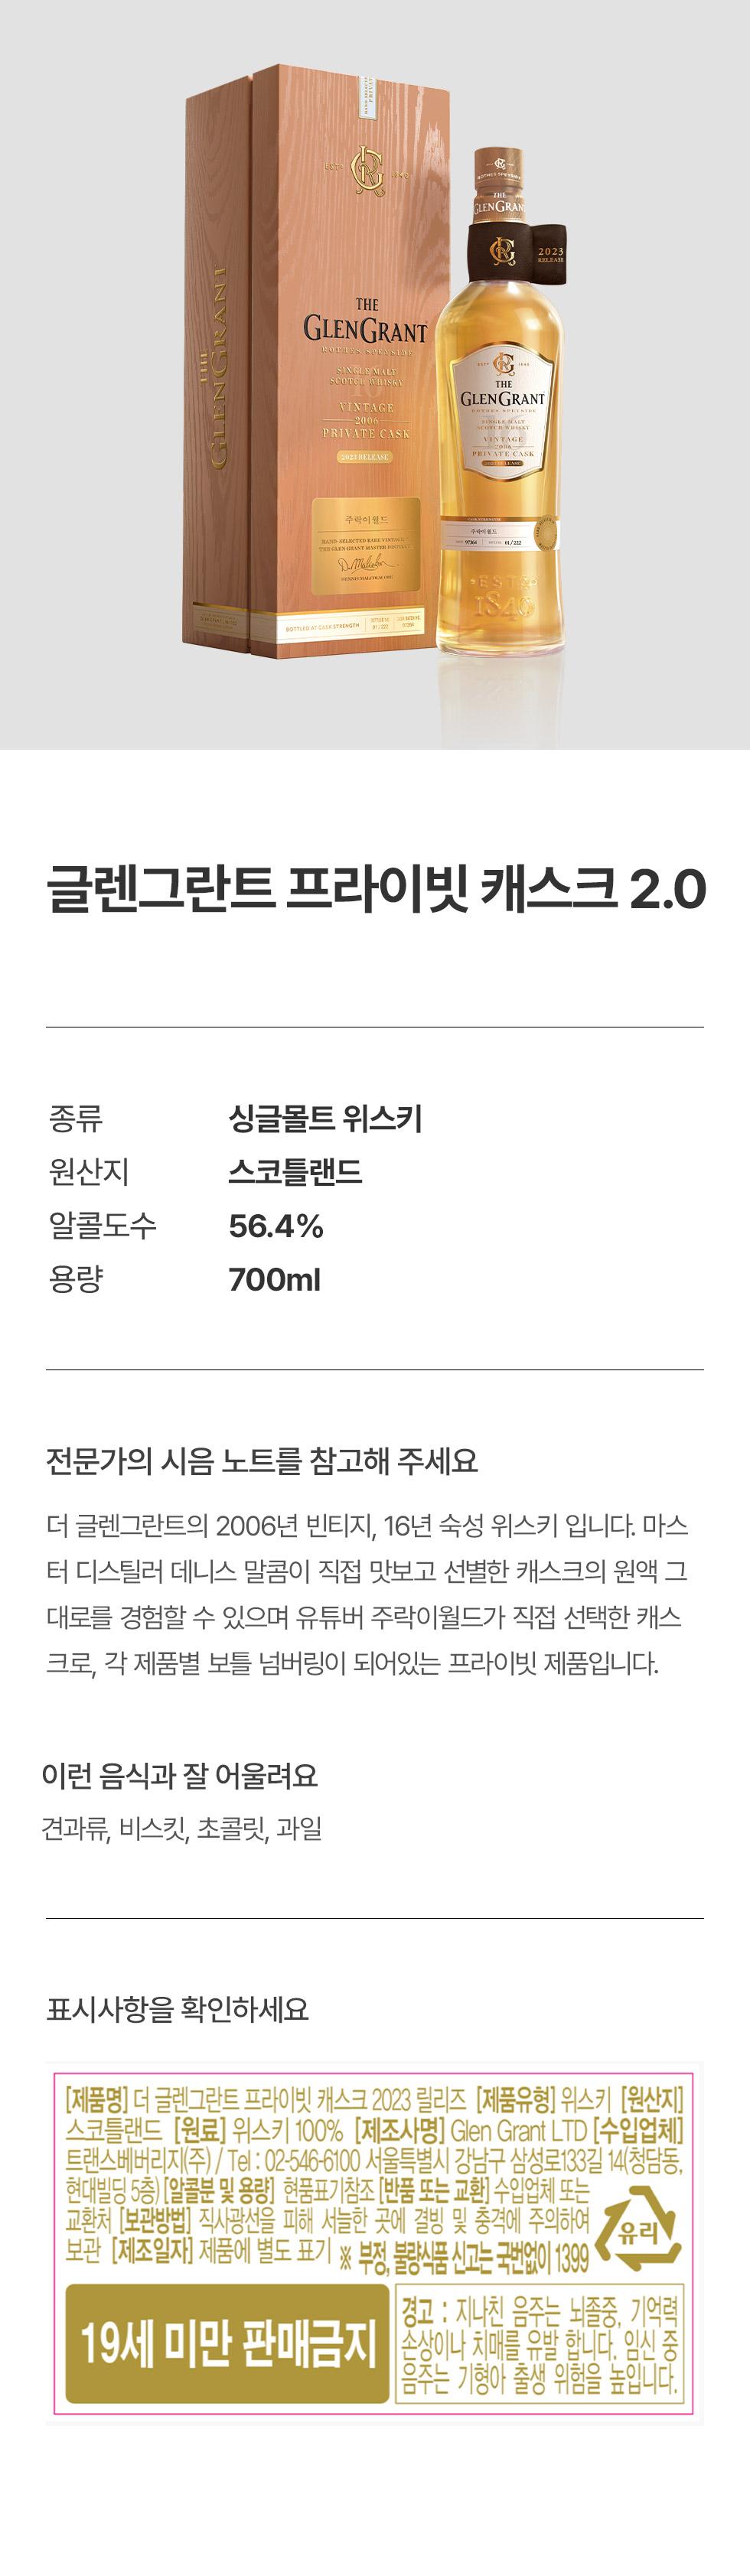 THE
GLENGRANT
ESTD 1840
THE
GLENGRANT
ROTHES SPEYSIDE
SINGLE MALT
SCOTCH WHISKY
VINTAGE
2006
PRIVATE CASK
2023 RELEASE
주락이월드
HAND-SELECTED RARE VINTAGE
DENNIS MALCOLM OBE
BOTTLED AT CASK STRENGTH
ROTHES SPEYSIDE
THE
GLENGRANT
2023
RELEASE
ESTD 1840
THE
GLENGRANT
ROTHES SPEYSIDE
SINGLE MALT
SCOTCH WHISKY
VINTAGE
2006
PRIVATE CASK
2023 RELEASE
CASK STRENGTH
주락이월드
01/222
ESTD
1840
글렌그란트 프라이빗 캐스크 2.0
종류 싱글몰트 위스키
원산지 스코틀랜드
알콜도수 56.4%
용량 700ml
전문가의 시음 노트를 참고해 주세요
더 글렌그란트의 2006년 빈티지, 16년 숙성 위스키 입니다. 마스
터 디스틸러 데니스 말콤이 직접 맛보고 선별한 캐스크의 원액 그
대로를 경험할 수 있으며 유튜버 주락이월드가 직접 선택한 캐스
크로, 각 제품별 보틀 넘버링이 되어있는 프라이빗 제품입니다.
이런 음식과 잘 어울려요
견과류, 비스킷, 초콜릿, 과일
표시사항을 확인하세요
[제품명] 더 글렌그란트 프라이빗 캐스크 2023 릴리즈 [제품유형] 위스키 [원산지]
스코틀랜드 [원료] 위스키 100% [제조사명] Glen Grant LTD [수입업체]
트랜스베버리지(주) / Tel : 02-546-6100 서울특별시 강남구 삼성로133길 14(청담동,
현대빌딩 5층) [알콜분 및 용량] 현품표기참조 [반품 또는 교환] 수입업체 또는
교환처 [보관방법] 직사광선을 피해 서늘한 곳에 결빙 및 충격에 주의하여
보관 [제조일자] 제품에 별도 표기 ※ 부정, 불량식품 신고는 국번없이 1399
유리
19세 미만 판매금지
경고 : 지나친 음주는 뇌졸중, 기억력
손상이나 치매를 유발 합니다. 임신 중
음주는 기형아 출생 위험을 높입니다.